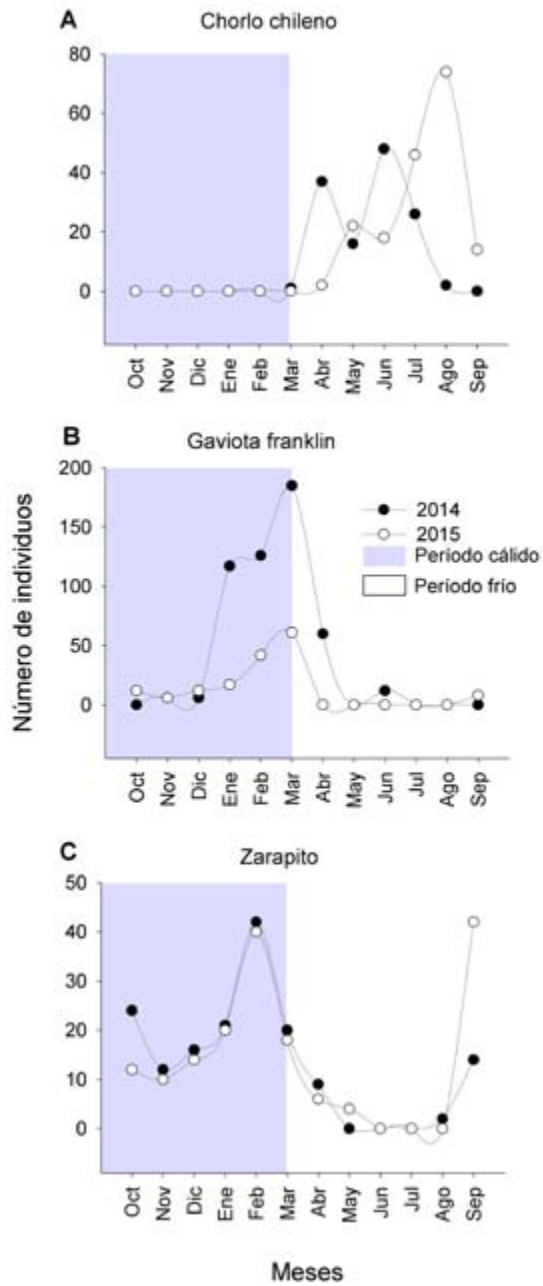 A
Chorlo chileno
80
60
40
20
0
Oct
Nov
Dic
Ene
Feb
Mar
Abr
May
Jun
Jul
Ago
Sep
B
Gaviota franklin
200
150
100
50
0
2014
2015
Período cálido
Período frío
Oct
Nov
Dic
Ene
Feb
Mar
Abr
May
Jun
Jul
Ago
Sep
Número de individuos
C
Zarapito
50
40
30
20
10
0
Oct
Nov
Dic
Ene
Feb
Mar
Abr
May
Jun
Jul
Ago
Sep
Meses